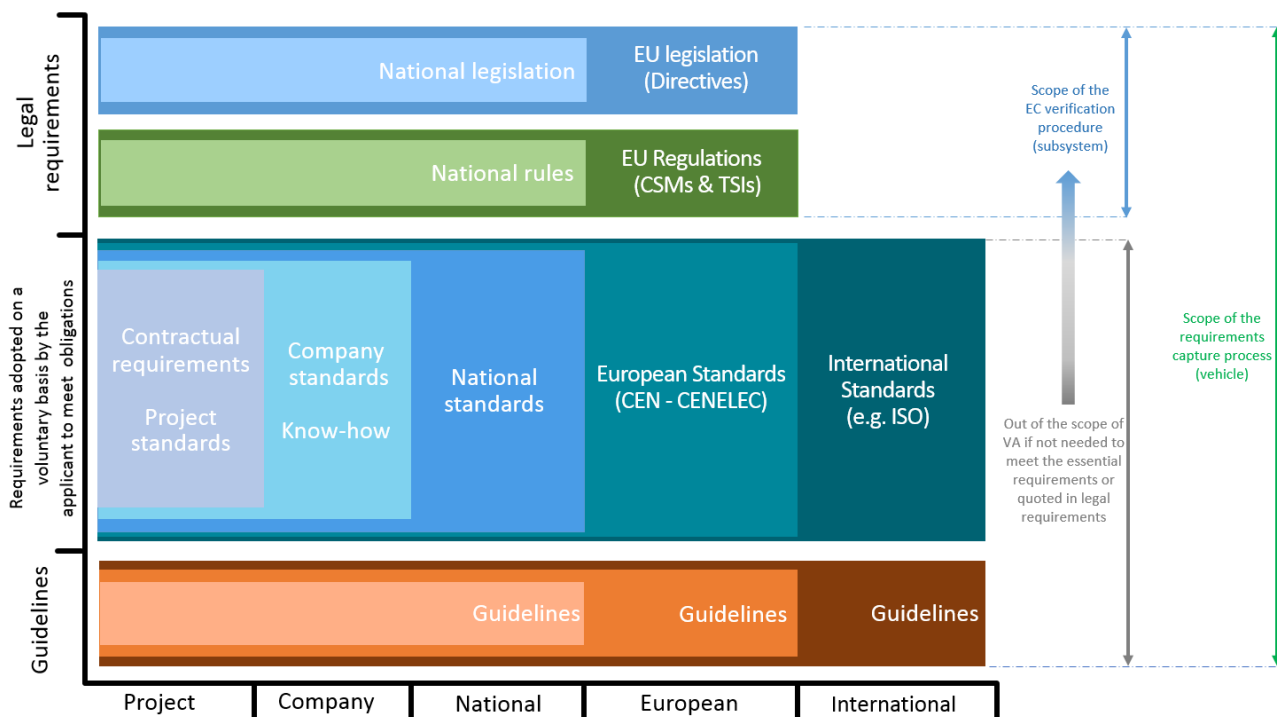 Legal
requirements
National legislation
EU legislation
(Directives)
National rules
EU Regulations
(CSMs & TSIs)
Scope of the
EC verification
procedure
(subsystem)
Requirements adopted on a
voluntary basis by the
applicant to meet obligations
Contractual
requirements
Project
standards
Company
standards
Know-how
National
standards
European Standards
(CEN - CENELEC)
International
Standards
(e.g. ISO)
Out of the scope of
VA if not needed to
meet the essential
requirements or
quoted in legal
requirements
Scope of the
requirements
capture process
(vehicle)
Guidelines
Guidelines
Guidelines
Guidelines
Project
Company
National
European
International